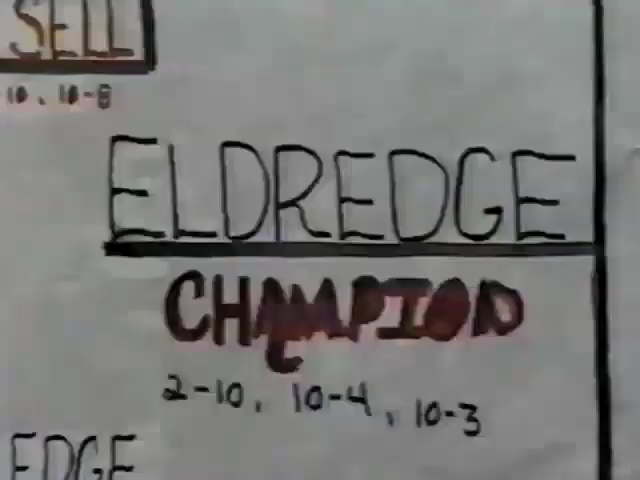 SELL
10, 10-8
ELDREDGE
CHAMPION
2-10, 10-4, 10-3
EDGE